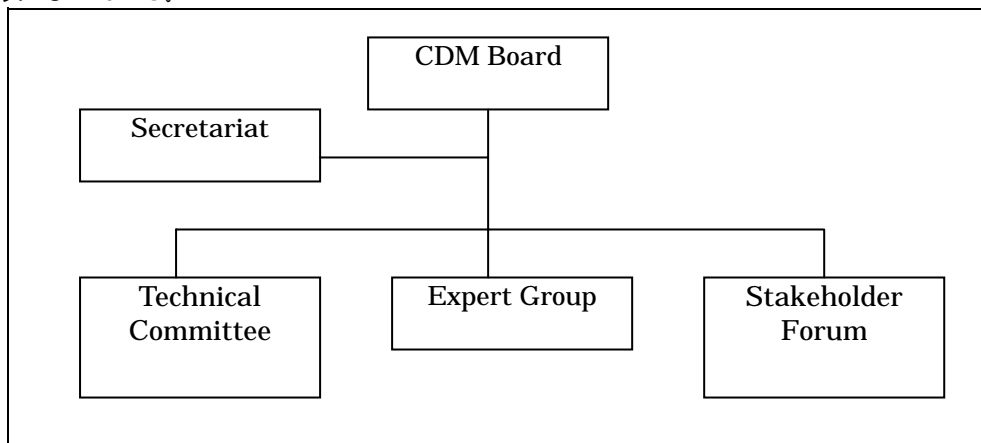 CDM Board
Secretariat
Technical
Committee
Expert Group
Stakeholder
Forum